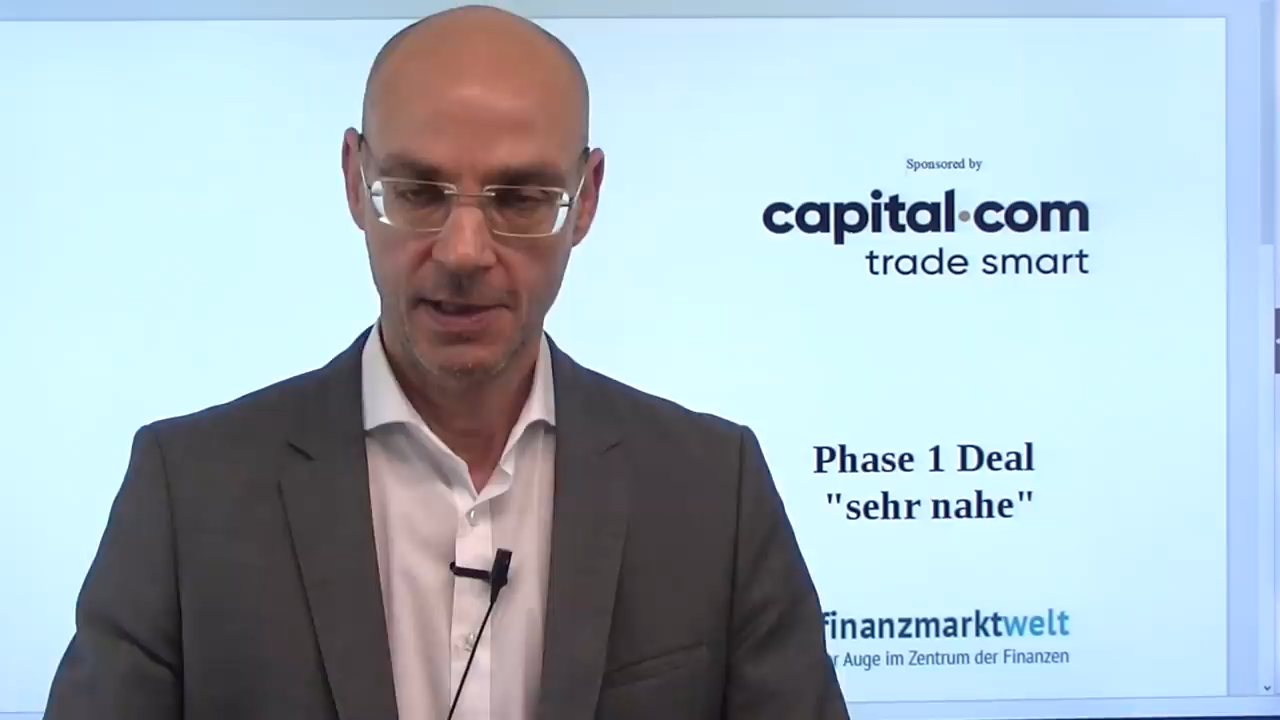 Sponsored by
capital·com
trade smart
Phase 1 Deal
"sehr nahe"
finanzmarktwelt
Auge im Zentrum der Finanzen